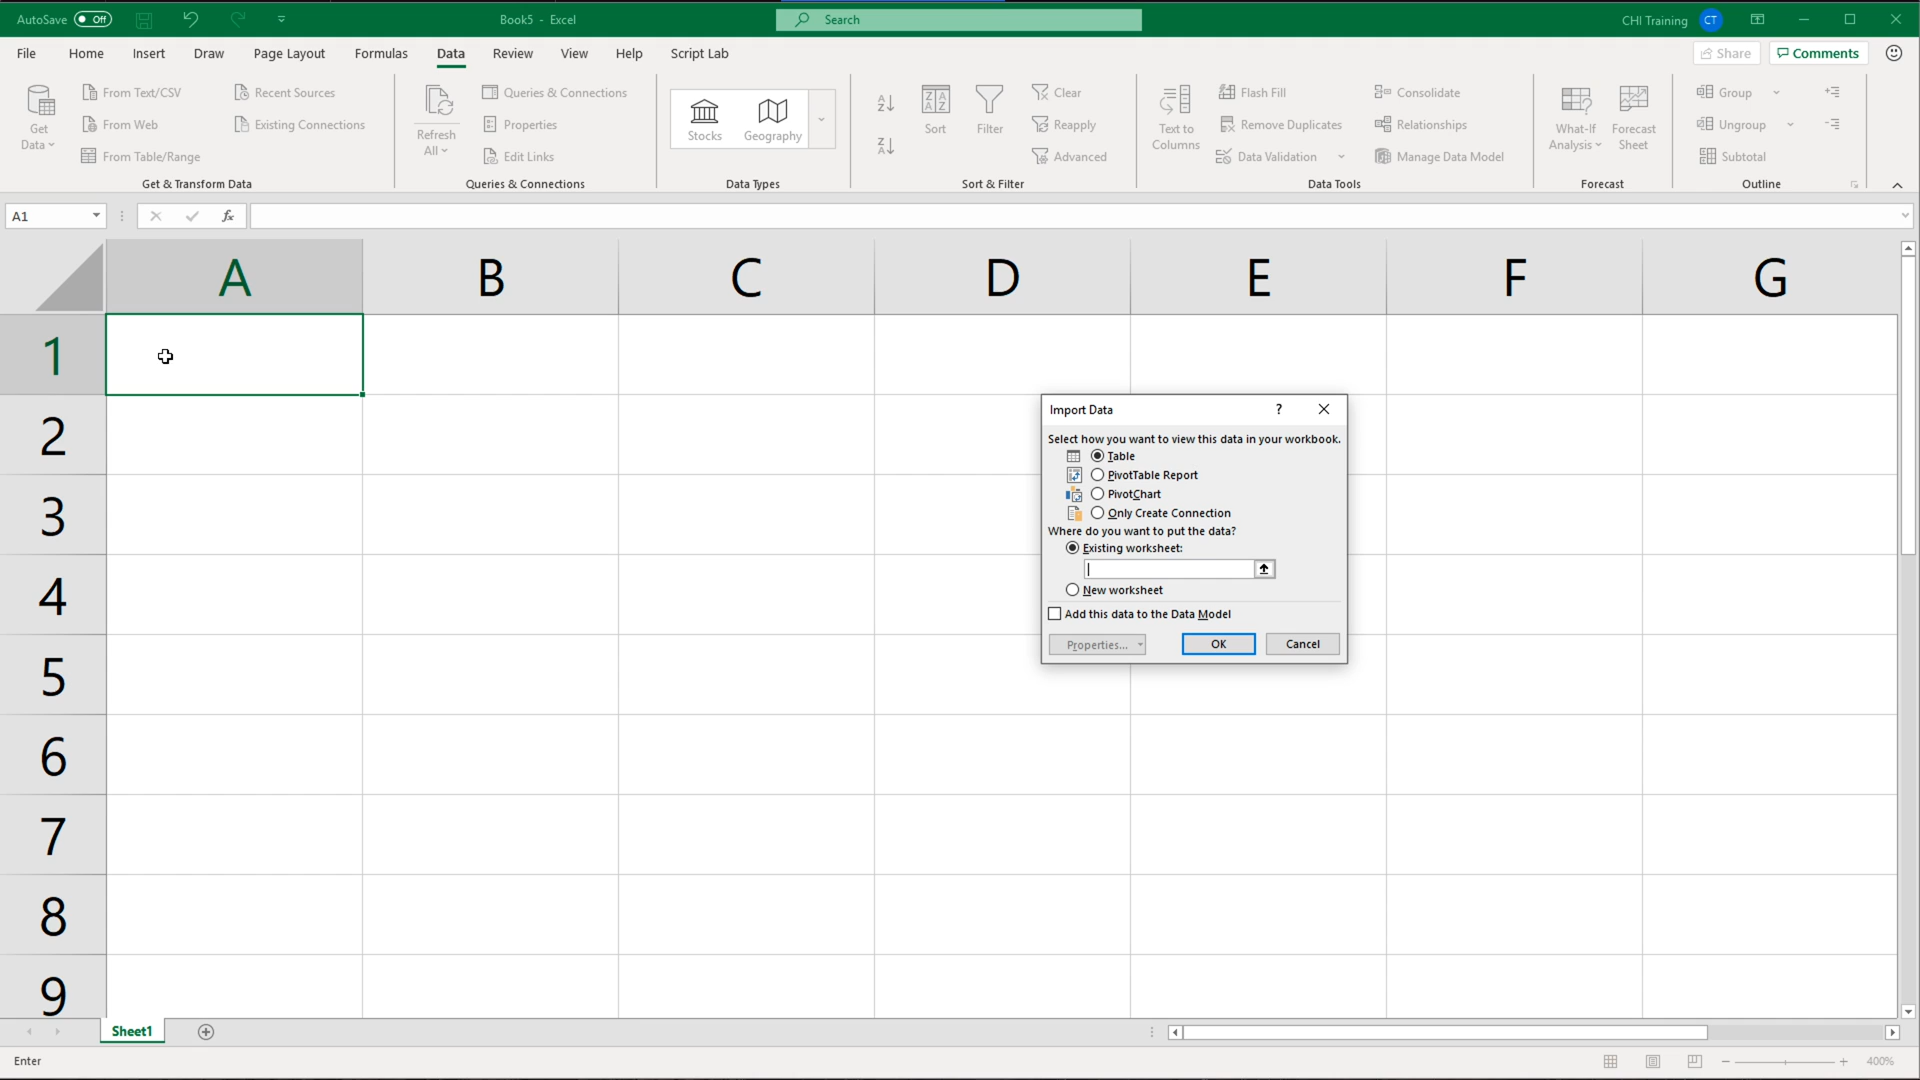 AutoSave Off Book5 - Excel Search CHI Training CT
File Home Insert Draw Page Layout Formulas Data Review View Help Script Lab Share Comments
Get Data
From Text/CSV
From Web
From Table/Range
Recent Sources
Existing Connections
Get & Transform Data
Refresh All
Queries & Connections
Properties
Edit Links
Queries & Connections
Stocks
Geography
Data Types
Sort
Filter
Clear
Reapply
Advanced
Sort & Filter
Text to Columns
Flash Fill
Remove Duplicates
Data Validation
Consolidate
Relationships
Manage Data Model
Data Tools
What-If Analysis
Forecast Sheet
Forecast
Group
Ungroup
Subtotal
Outline
A1 fx
A B C D E F G
1
2
3
4
5
6
7
8
9
Import Data ?
Select how you want to view this data in your workbook.
Table
PivotTable Report
PivotChart
Only Create Connection
Where do you want to put the data?
Existing worksheet:
New worksheet
Add this data to the Data Model
Properties... OK Cancel
Sheet1
Enter 400%